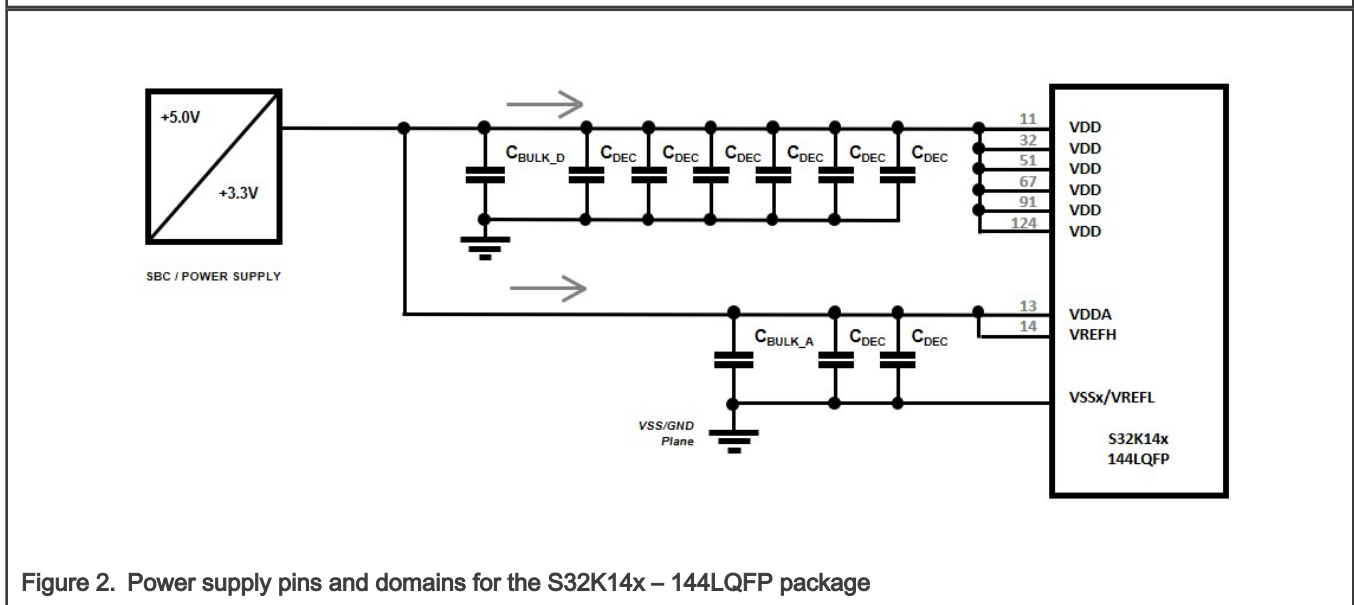 +5.0V
+3.3V
SBC / POWER SUPPLY
CBULK_D CDEC CDEC CDEC CDEC CDEC CDEC
11 VDD
32 VDD
51 VDD
67 VDD
91 VDD
124 VDD
13 VDDA
14 VREFH
CBULK_A CDEC CDEC
VSSx/VREFL
VSS/GND
Plane
S32K14x
144LQFP
Figure 2. Power supply pins and domains for the S32K14x – 144LQFP package